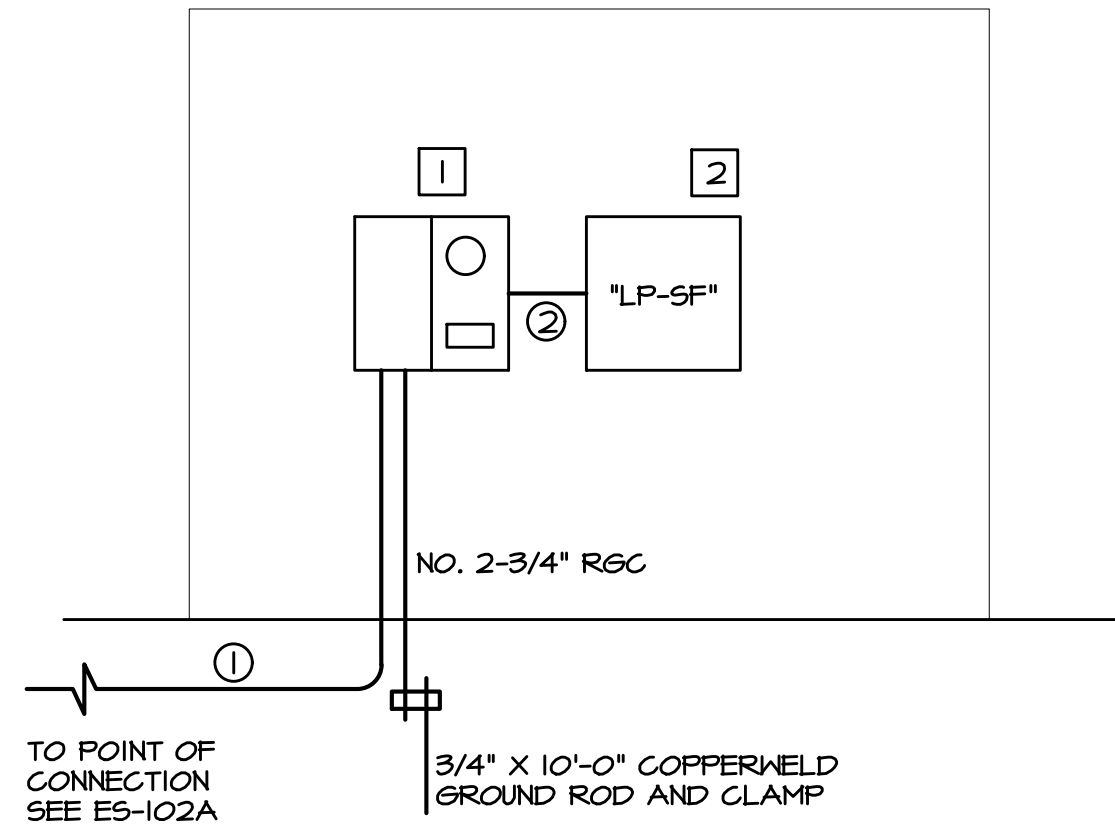 1
2
"LP-SF"
2
NO. 2-3/4" RGC
1
TO POINT OF
CONNECTION
SEE ES-102A
3/4" X 10'-0" COPPERWELD
GROUND ROD AND CLAMP